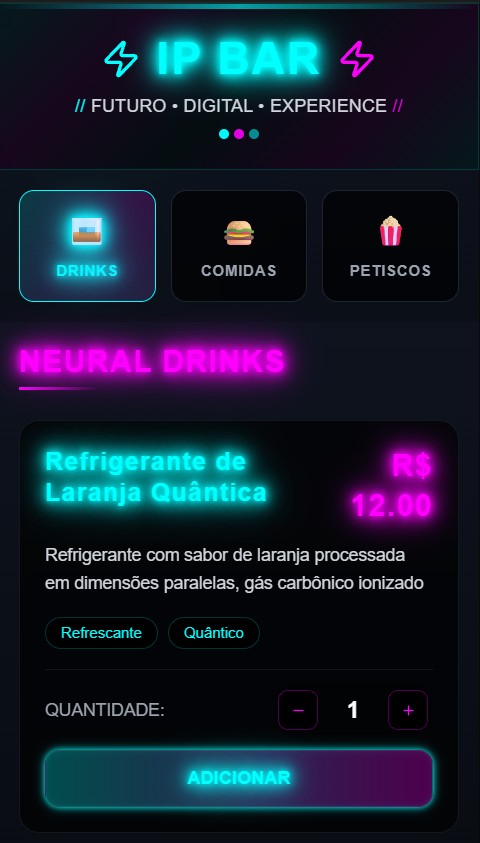 IP BAR
// FUTURO • DIGITAL • EXPERIENCE //
DRINKS
COMIDAS
PETISCOS
NEURAL DRINKS
Refrigerante de
Laranja Quântica
R$
12.00
Refrigerante com sabor de laranja processada
em dimensões paralelas, gás carbônico ionizado
Refrescante
Quântico
QUANTIDADE:
− 1 +
ADICIONAR